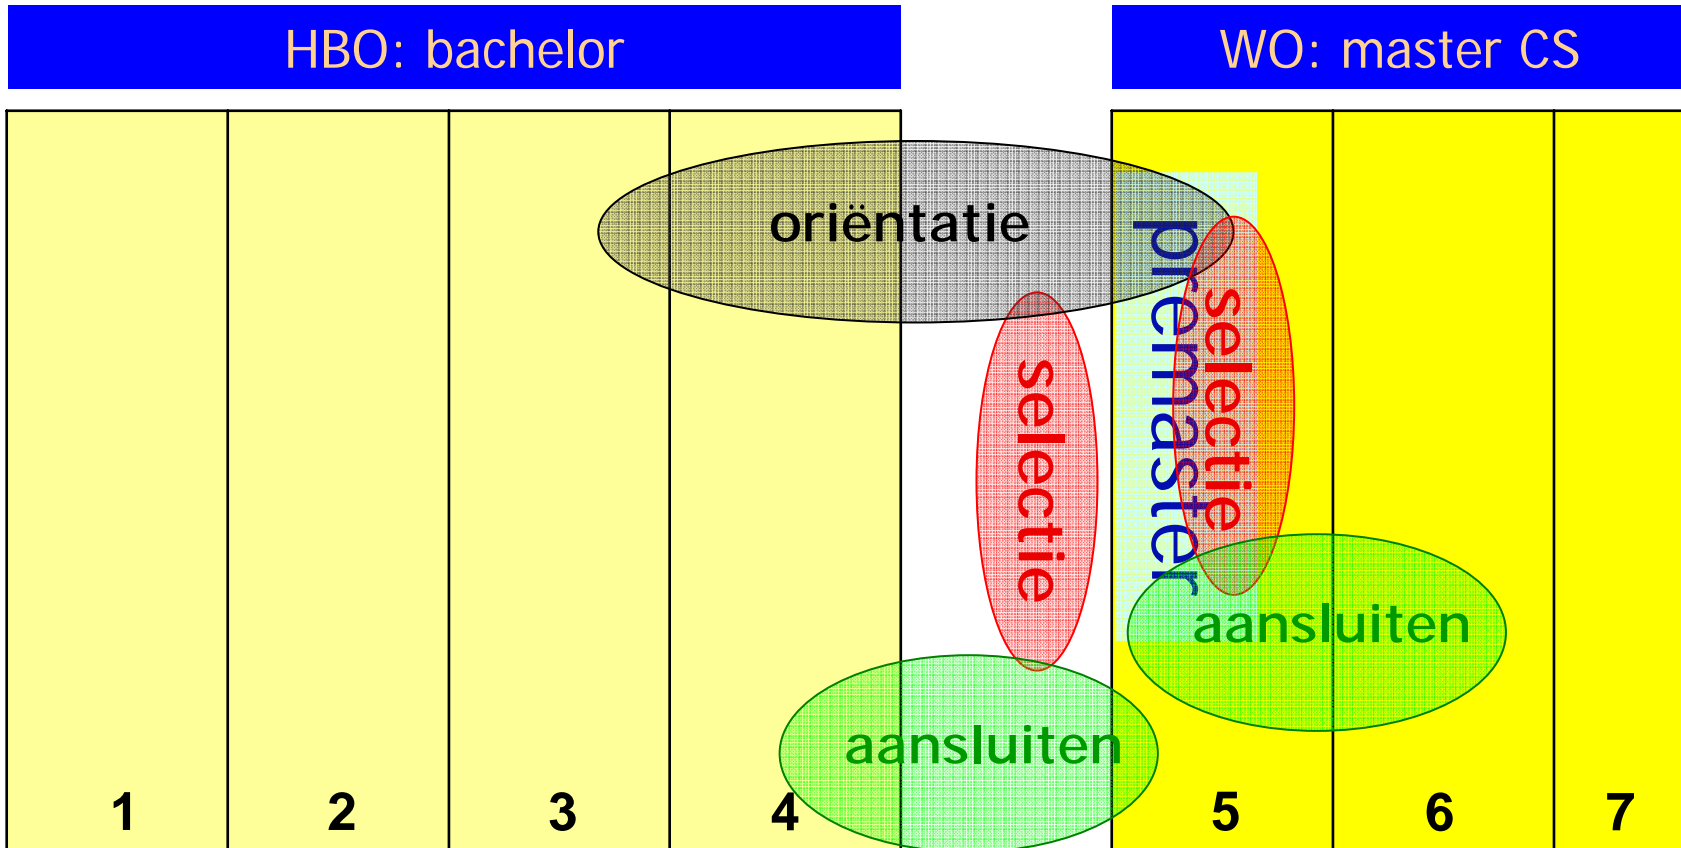 HBO: bachelor
WO: master CS
oriëntatie
premaster
selectie
selectie
aansluiten
aansluiten
1 2 3 4 5 6 7